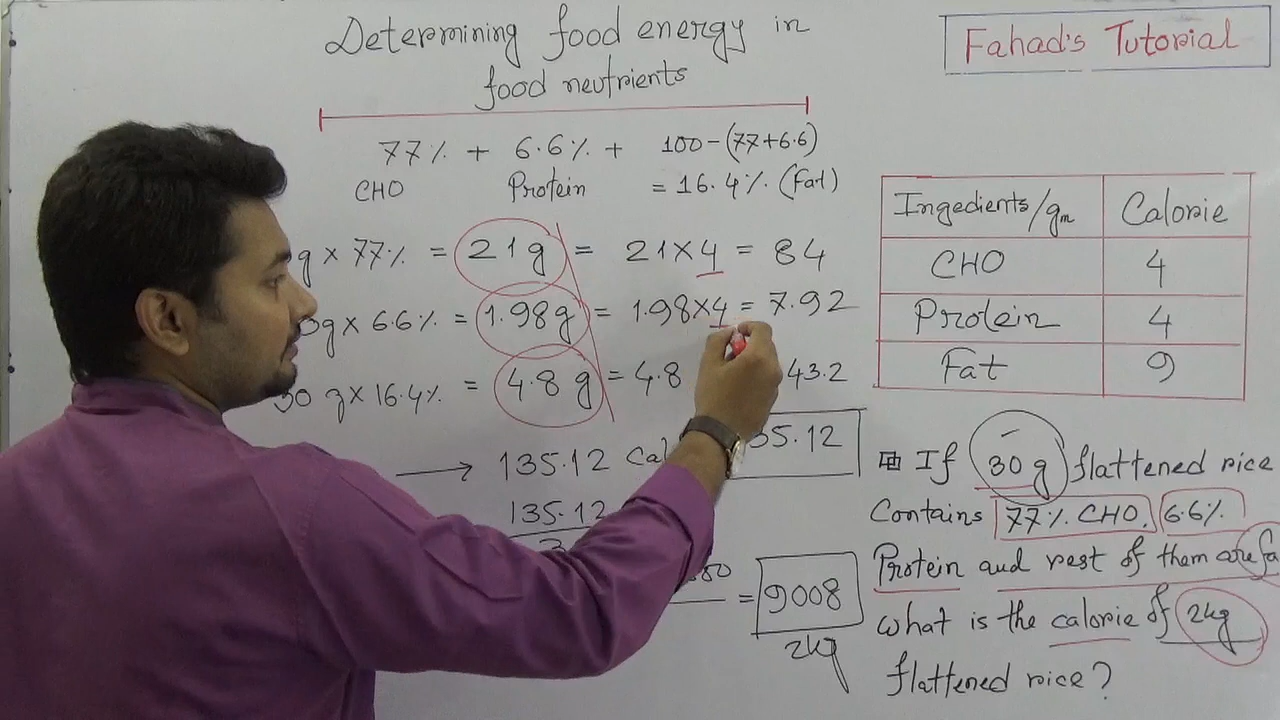 Determining food energy in
food neutrients
Fahad's Tutorial
77% + 6.6% + 100-(77+6.6)
CHO Protein = 16.4% (Fat)
g x 77% = 21g = 21x4 = 84
g x 6.6% = 1.98g = 1.98x4 = 7.92
30 g x 16.4% = 4.8 g = 4.8 43.2
135.12
135.12
= 9008
2kg
Ingedients/gm Calorie
CHO 4
Protein 4
Fat 9
If 30g flattened rice
Contains 77% CHO, 6.6%
Protein and rest of them are
what is the calorie of 2kg
flattened rice?